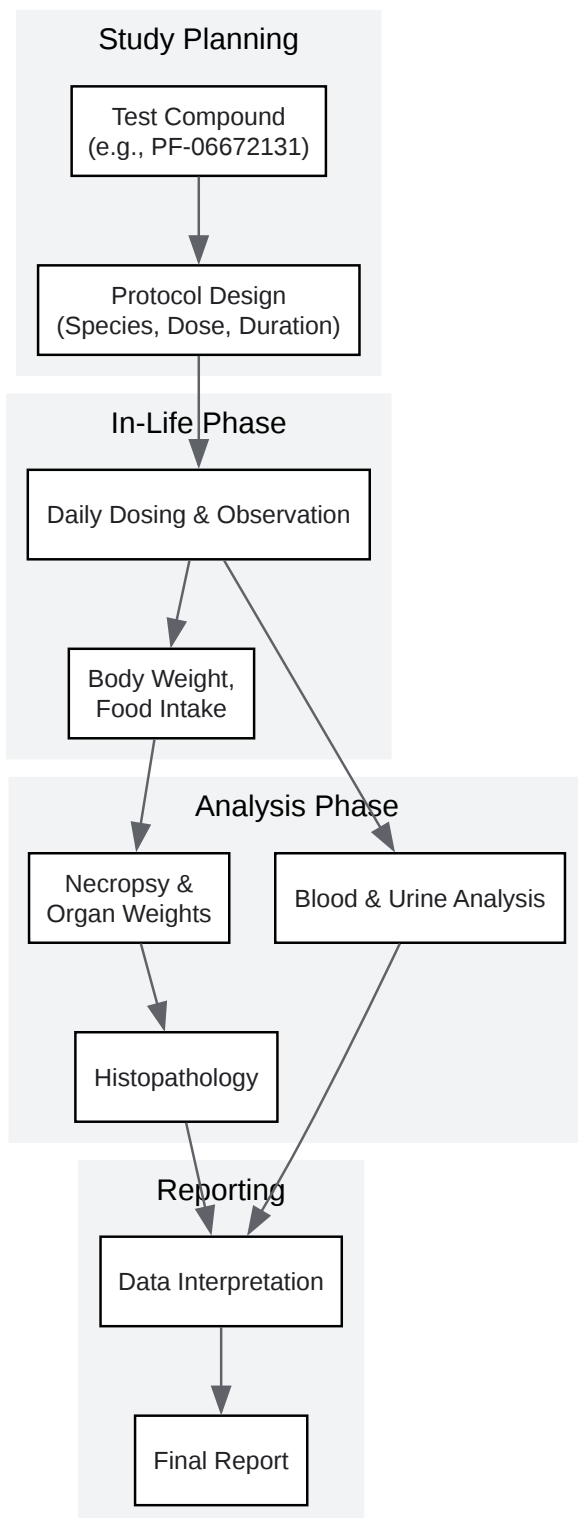 Study Planning
Test Compound
(e.g., PF-06672131)
Protocol Design
(Species, Dose, Duration)
In-Life Phase
Daily Dosing & Observation
Body Weight,
Food Intake
Analysis Phase
Necropsy &
Organ Weights
Blood & Urine Analysis
Histopathology
Reporting
Data Interpretation
Final Report